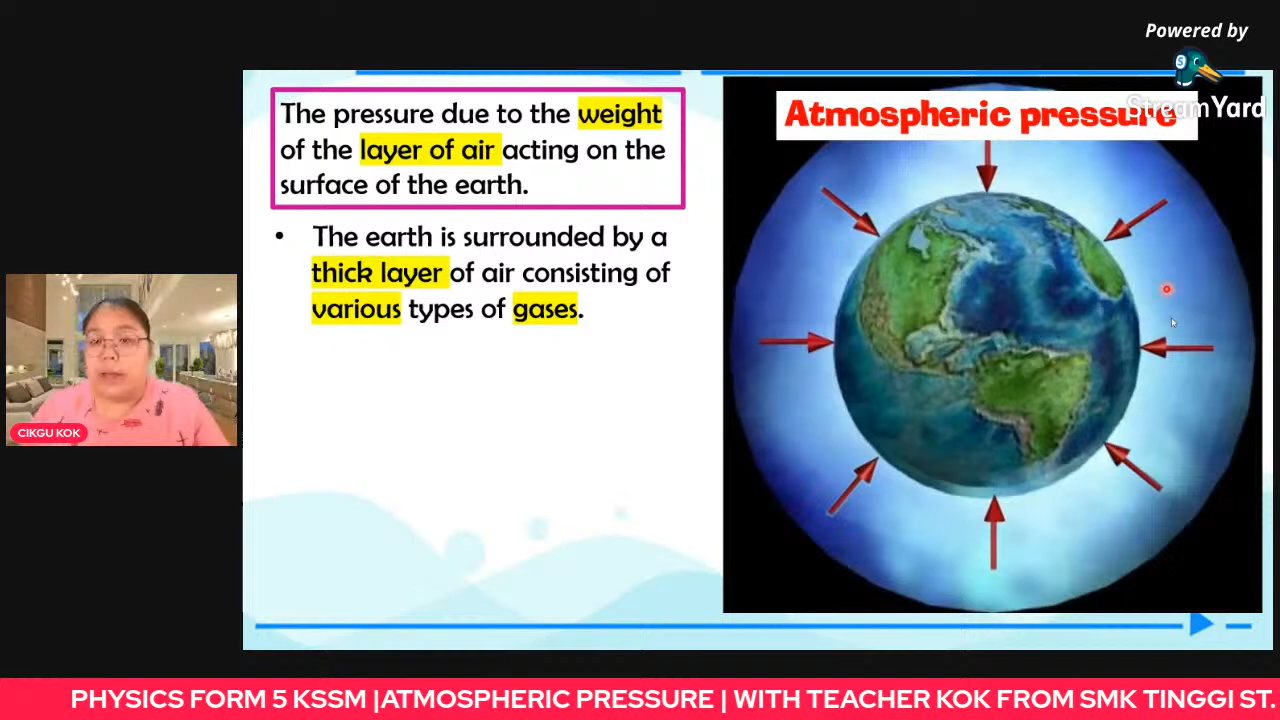 Powered by
StreamYard
The pressure due to the weight
of the layer of air acting on the
surface of the earth.
• The earth is surrounded by a
thick layer of air consisting of
various types of gases.
Atmospheric pressure
CIKGU KOK
PHYSICS FORM 5 KSSM |ATMOSPHERIC PRESSURE | WITH TEACHER KOK FROM SMK TINGGI ST.